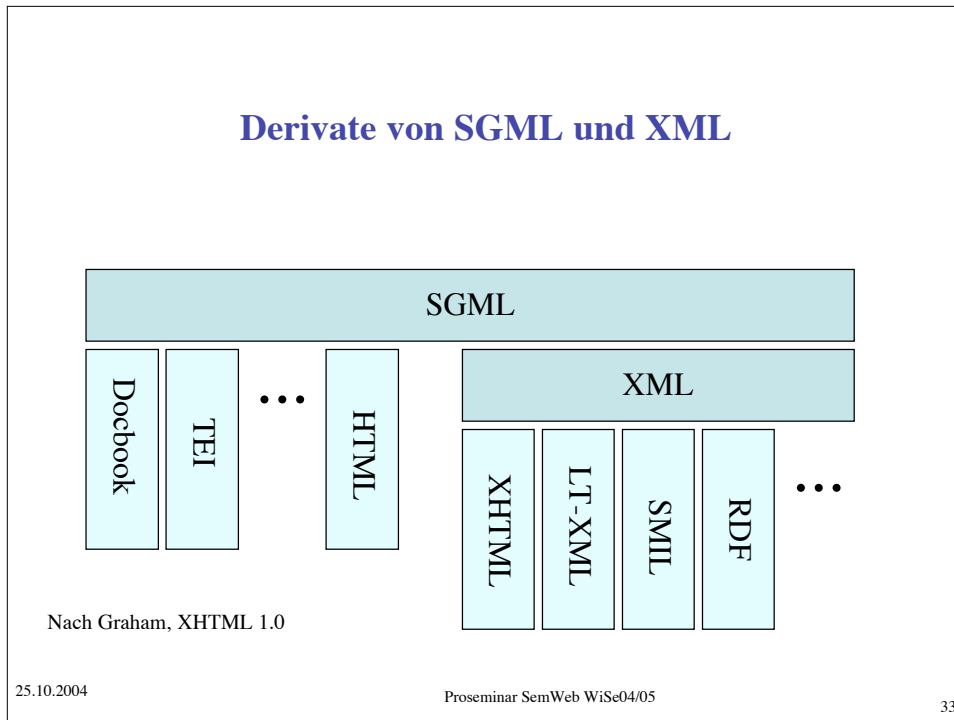 Derivate von SGML und XML
SGML
Docbook
TEI
...
HTML
XML
XHTML
LT-XML
SMIL
RDF
...
Nach Graham, XHTML 1.0
25.10.2004
Proseminar SemWeb WiSe04/05
33